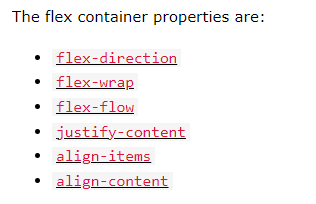 The flex container properties are:
flex-direction
flex-wrap
flex-flow
justify-content
align-items
align-content